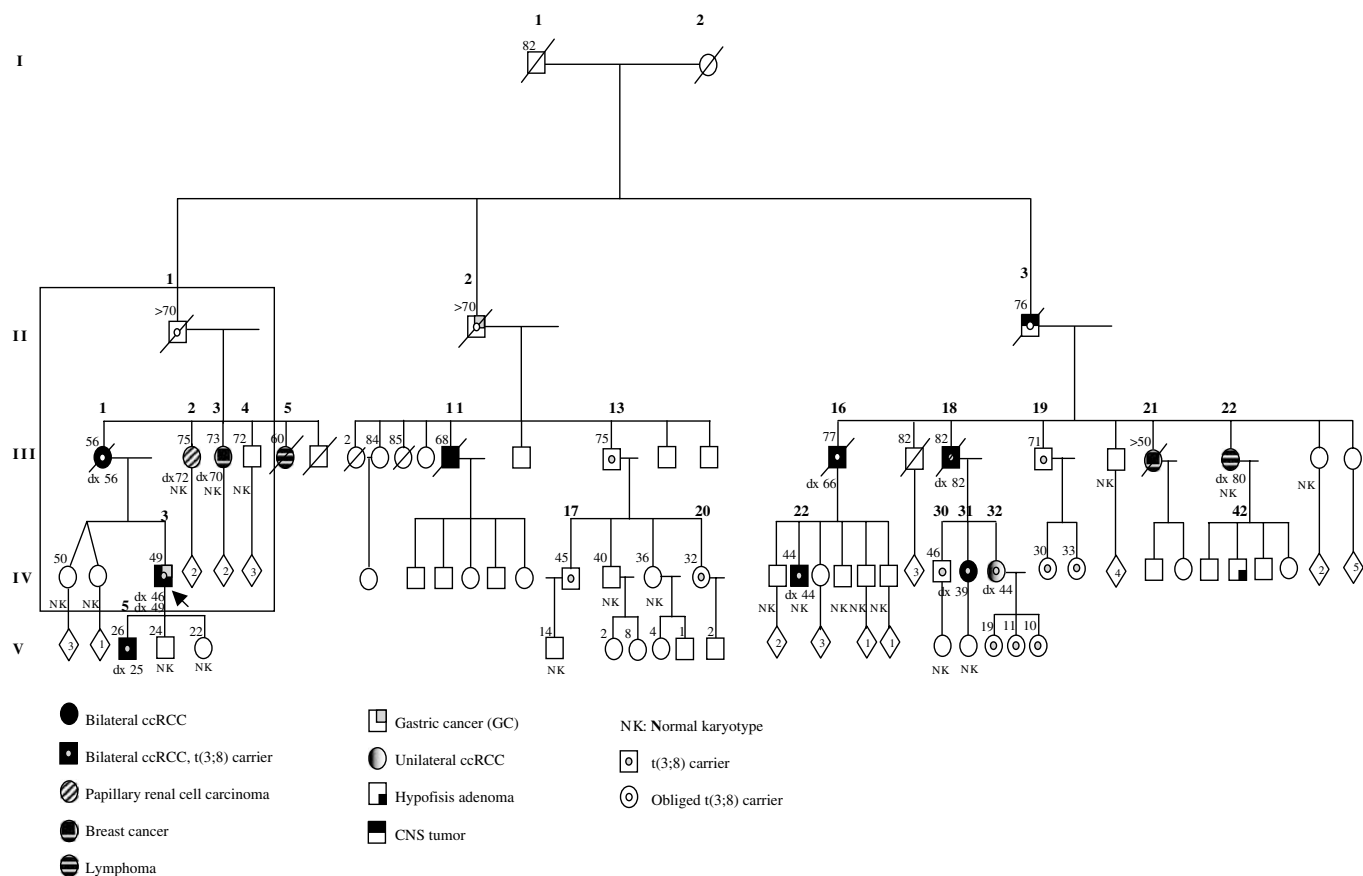 1 2
I
82
1 2 3
>70 >70 76
II
1 2 3 4 5 11 13 16 18 19 21 22
56 75 73 72 60 2 84 85 68 75 77 82 82 71 >50
III
dx 56 dx72 dx70 dx 66 dx 82 NK dx 80 NK
NK NK NK NK
3 17 20 22 30 31 32 42
50 49 45 40 36 32 44 46 30 33
IV
2 2 3 3 4 2 5
NK NK dx 46 NK NK dx 44 dx 39 dx 44
dx 49 NK NK NK NK NK
5
26 24 22 14 19 11 10
V
3 1 2 8 4 1 2 2 3 1 1
dx 25 NK NK NK NK NK
Bilateral ccRCC
Bilateral ccRCC, t(3;8) carrier
Papillary renal cell carcinoma
Breast cancer
Lymphoma
Gastric cancer (GC)
Unilateral ccRCC
Hypofisis adenoma
CNS tumor
NK: Normal karyotype
t(3;8) carrier
Obliged t(3;8) carrier